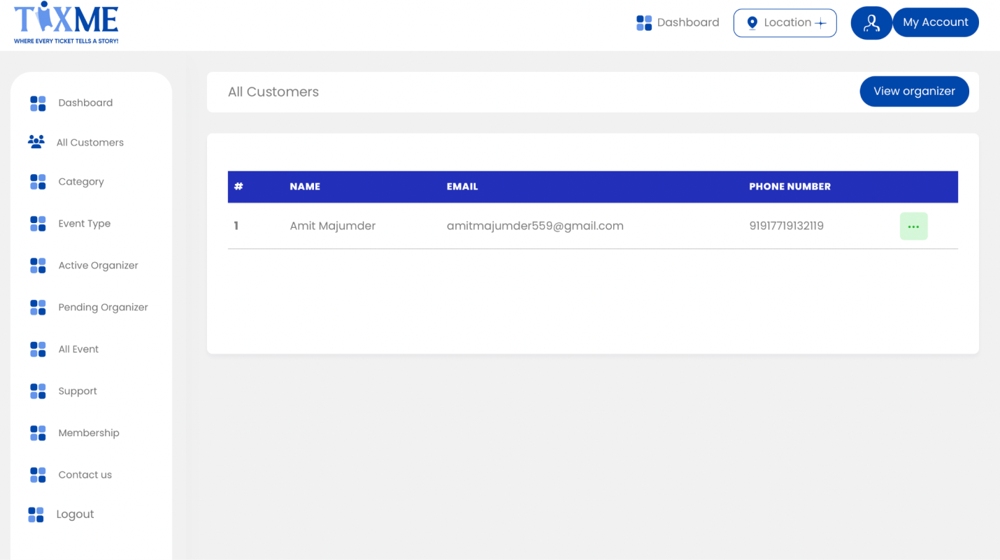 TIXME
WHERE EVERY TICKET TELLS A STORY!
Dashboard
Location
My Account
Dashboard
All Customers
Category
Event Type
Active Organizer
Pending Organizer
All Event
Support
Membership
Contact us
Logout
All Customers
View organizer
# NAME EMAIL PHONE NUMBER
1 Amit Majumder amitmajumder559@gmail.com 91917719132119 ...